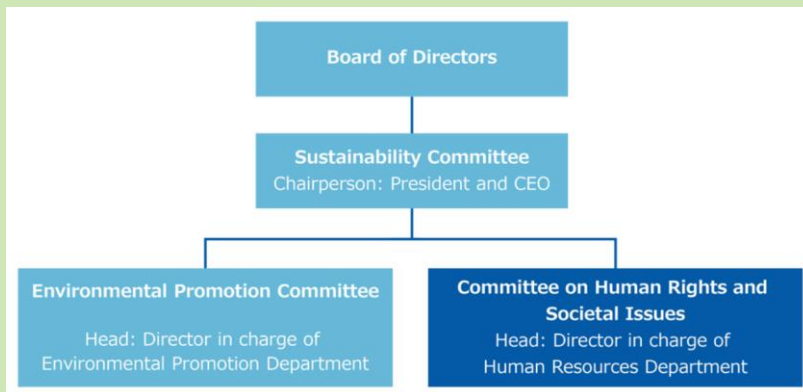 Board of Directors
Sustainability Committee
Chairperson: President and CEO
Environmental Promotion Committee
Head: Director in charge of
Environmental Promotion Department
Committee on Human Rights and
Societal Issues
Head: Director in charge of
Human Resources Department